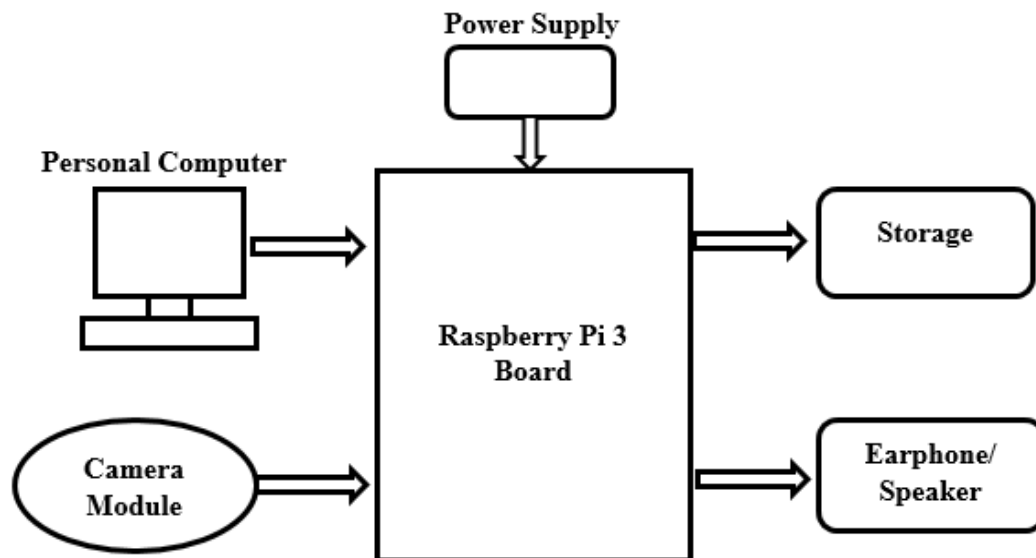 Power Supply
Personal Computer
Storage
Raspberry Pi 3
Board
Camera
Module
Earphone/
Speaker